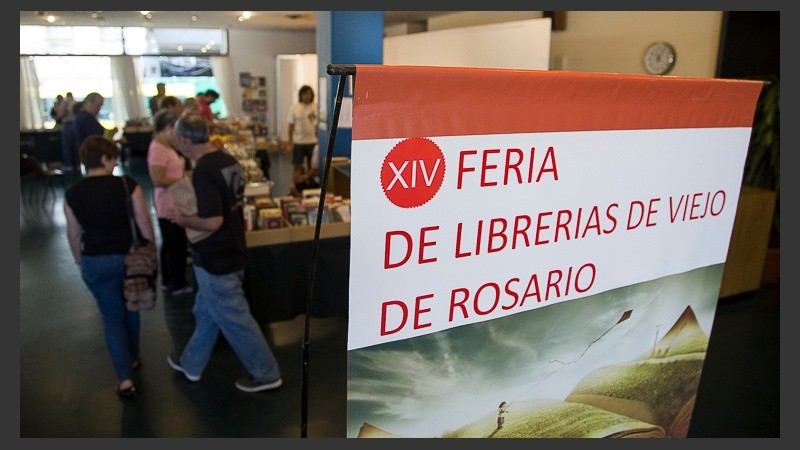 XIV FERIA
DE LIBRERIAS DE VIEJO
DE ROSARIO